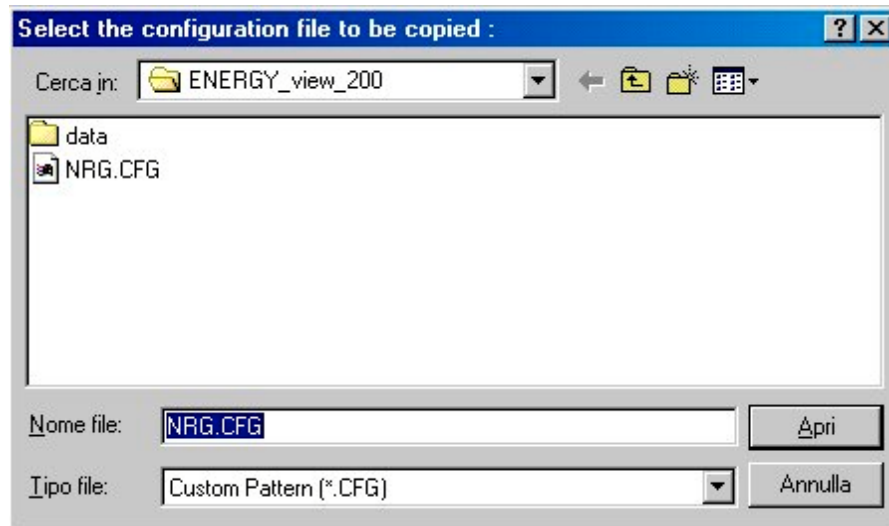 Select the configuration file to be copied :
Cerca in: ENERGY_view_200
data
NRG.CFG
Nome file: NRG.CFG Apri
Tipo file: Custom Pattern (*.CFG) Annulla